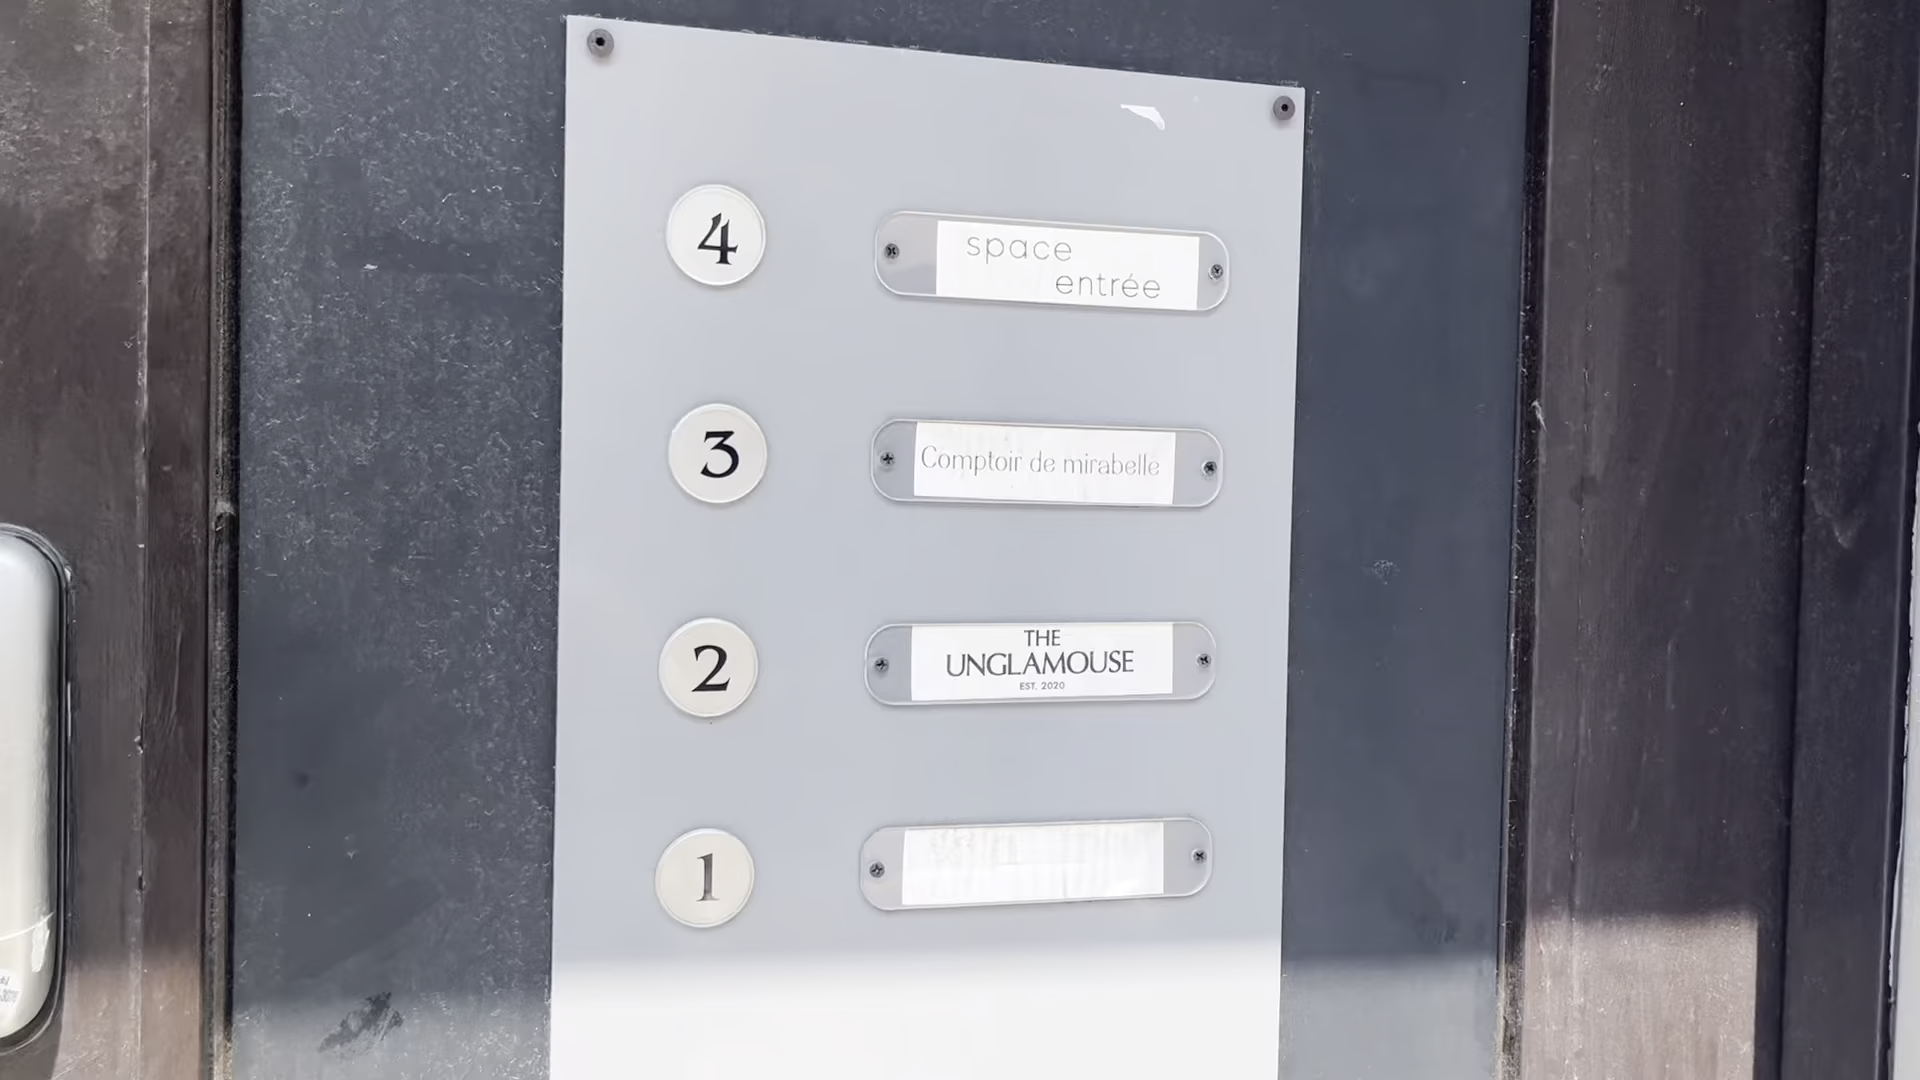 4
space
entrée
3
Comptoir de mirabelle
2
THE
UNGLAMOUSE
EST. 2020
1